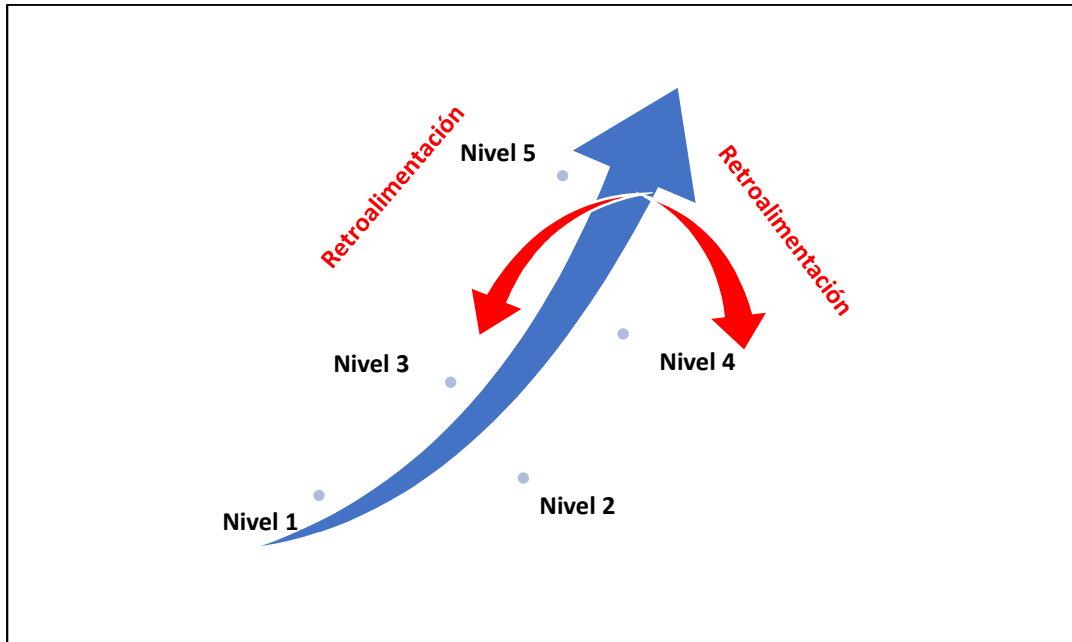 Retroalimentación
Nivel 5
Retroalimentación
Nivel 3
Nivel 4
Nivel 2
Nivel 1